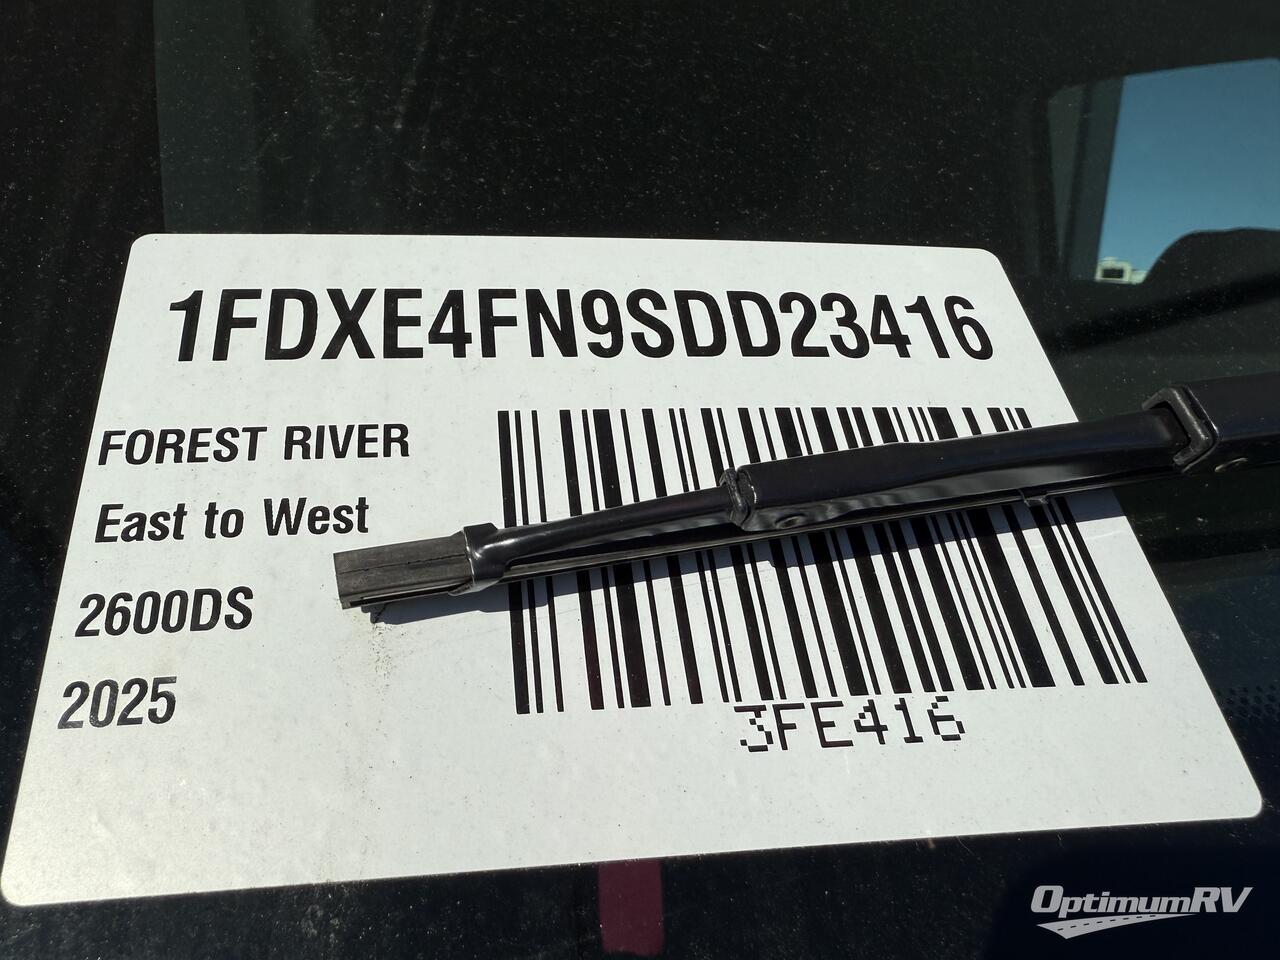 1FDXE4FN9SDD23416
FOREST RIVER
East to West
2600DS
2025
3FE416
OptimumRV